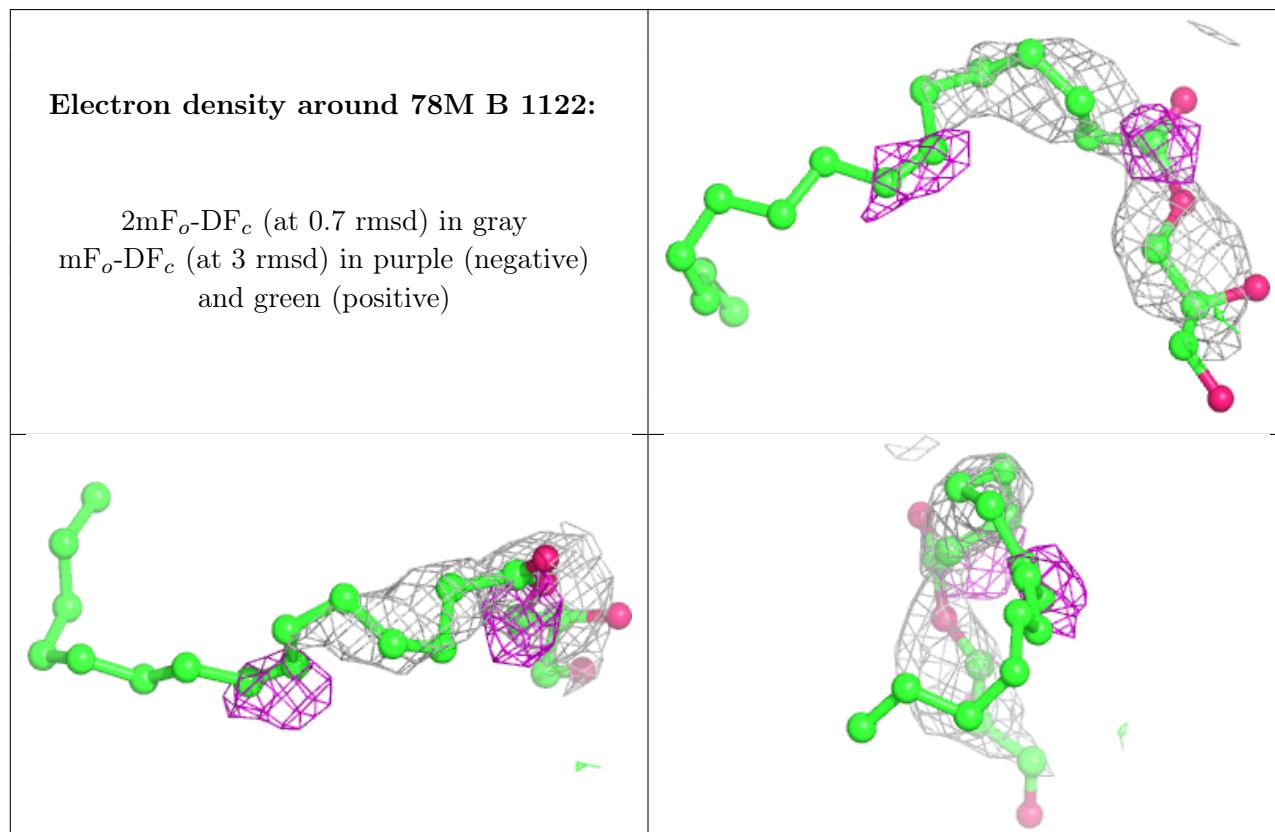 Electron density around 78M B 1122:
2mFo-DFc (at 0.7 rmsd) in gray
mFo-DFc (at 3 rmsd) in purple (negative)
and green (positive)